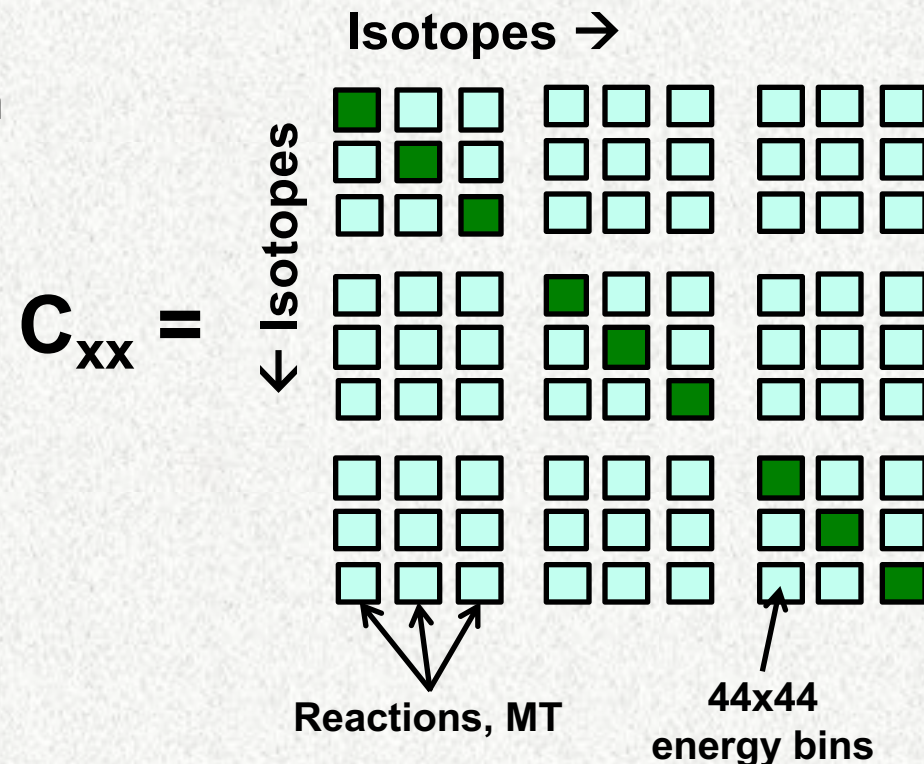 Isotopes →
← Isotopes
Cxx =
Reactions, MT
44x44
energy bins